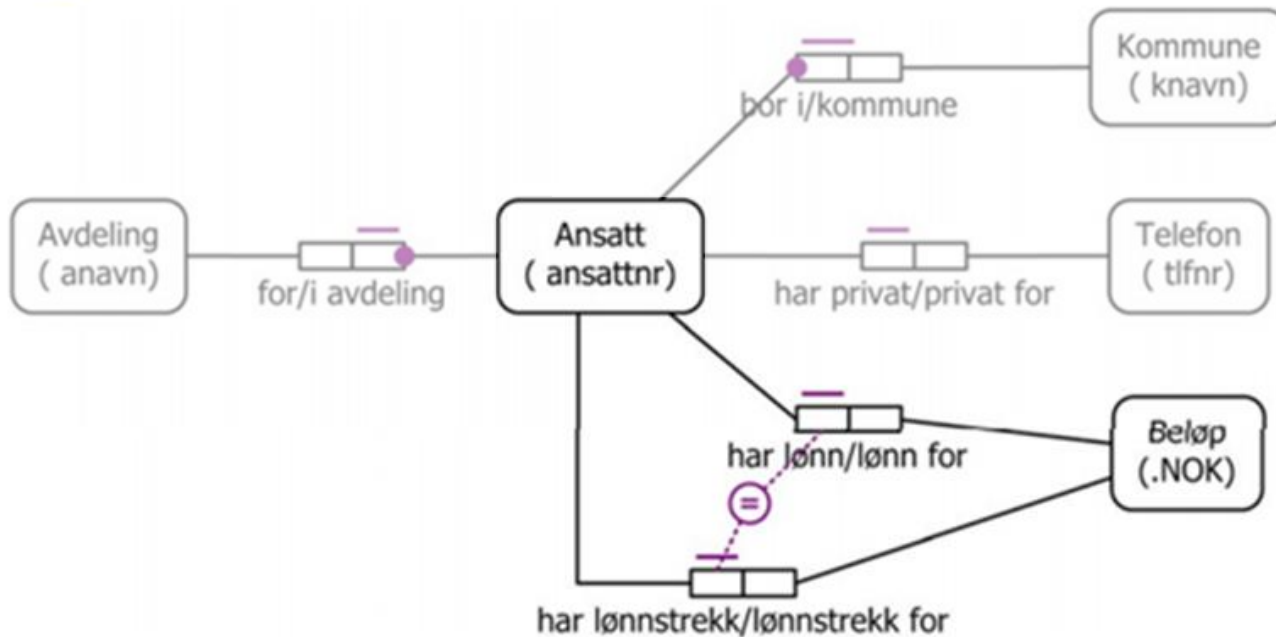 Kommune
( knavn)
bor i/kommune
Avdeling
( anavn)
for/i avdeling
Ansatt
( ansattnr)
har privat/privat for
Telefon
( tlfnr)
har lønn/lønn for
=
Beløp
(.NOK)
har lønnstrekk/lønnstrekk for